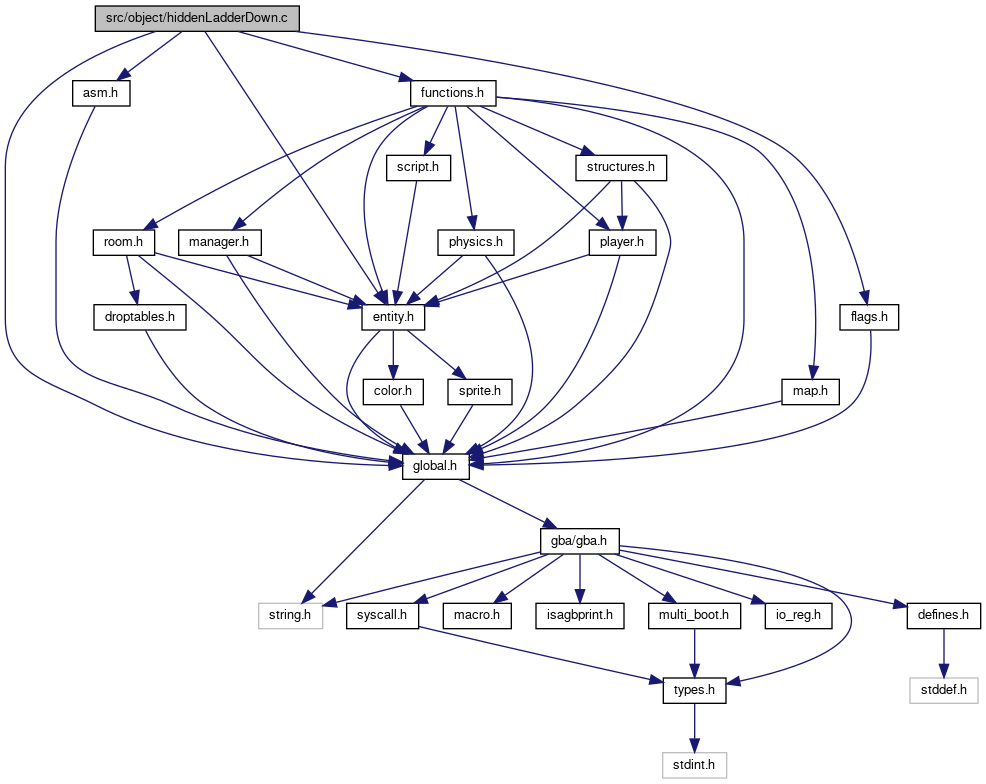 src/object/hiddenLadderDown.c
asm.h
functions.h
script.h
structures.h
room.h
manager.h
physics.h
player.h
droptables.h
entity.h
flags.h
color.h
sprite.h
map.h
global.h
gba/gba.h
string.h
syscall.h
macro.h
isagbprint.h
multi_boot.h
io_reg.h
defines.h
types.h
stddef.h
stdint.h